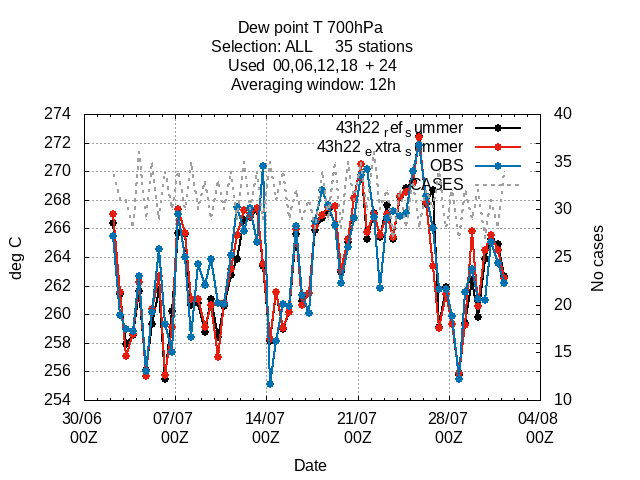 Dew point T 700hPa
Selection: ALL     35 stations
Used  00,06,12,18  + 24
Averaging window: 12h
43h22 ref summer
43h22 extra summer
OBS
CASES
274
272
270
268
266
264
262
260
258
256
254
40
35
30
25
20
15
10
deg C
No cases
30/06 07/07 14/07 21/07 28/07 04/08
00Z 00Z 00Z 00Z 00Z 00Z
Date